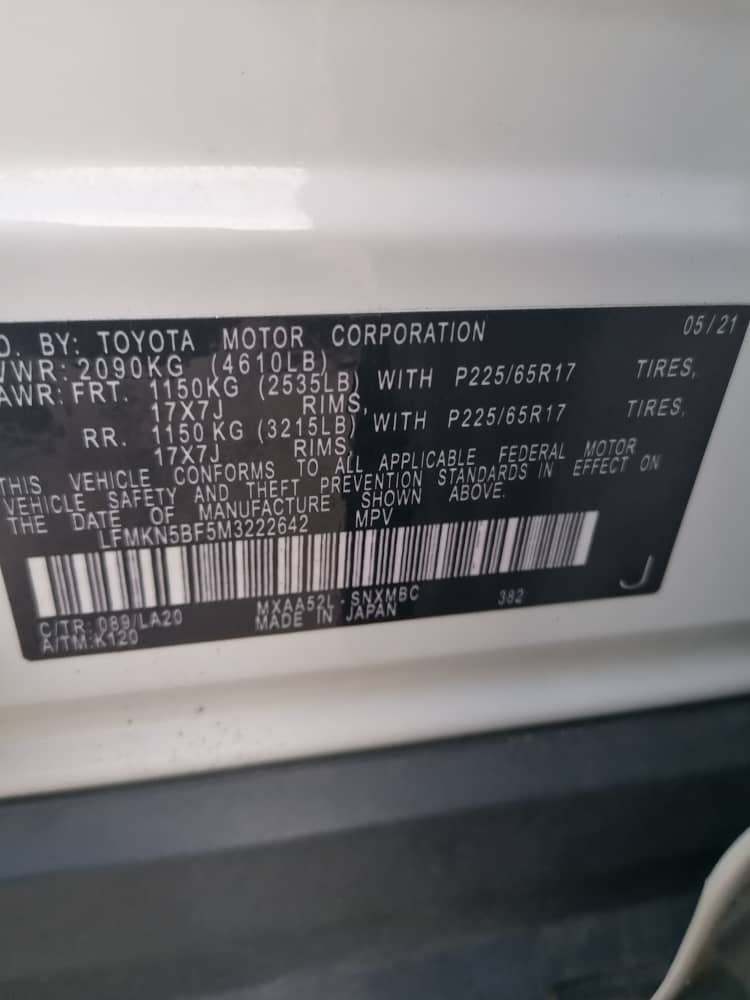 D. BY: TOYOTA MOTOR CORPORATION 05/21
VWR: 2090KG (4610LB)
AWR: FRT. 1150KG (2535LB) WITH P225/65R17 TIRES,
17X7J RIMS,
RR. 1150KG (3215LB) WITH P225/65R17 TIRES,
17X7J RIMS,
THIS VEHICLE CONFORMS TO ALL APPLICABLE FEDERAL MOTOR
VEHICLE SAFETY AND THEFT PREVENTION STANDARDS IN EFFECT ON
THE DATE OF MANUFACTURE SHOWN ABOVE.
LFMKN5BF5M3222642 MPV
J
C/TR: 089/LA20 MXAA52L-SNXMBC 382
A/TM:K120 MADE IN JAPAN